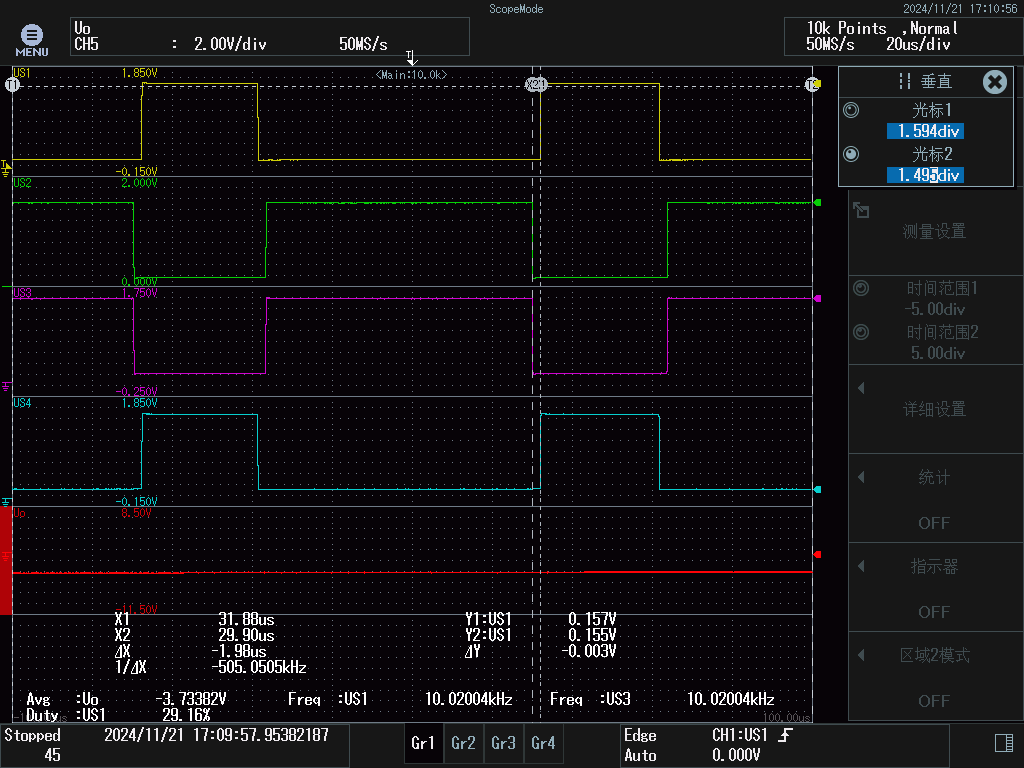 ScopeMode
2024/11/21 17:10:56
MENU
Uo
CH5 : 2.00V/div 50MS/s
10k Points ,Normal
50MS/s 20us/div
T
<Main:10.0k>
US1 1.850V
T1
X2 1
T2
-0.150V
US2 2.000V
0.000V
US3 1.750V
-0.250V
US4 1.850V
-0.150V
Uo 8.50V
-11.50V
X1 31.88us Y1:US1 0.157V
X2 29.90us Y2:US1 0.155V
ΔX -1.98us ΔY -0.003V
1/ΔX -505.0505kHz
Avg :Uo -3.73382V Freq :US1 10.02004kHz Freq :US3 10.02004kHz
Duty :US1 29.16%
100.00us
垂直
光标1
1.594div
光标2
1.495div
测量设置
时间范围1
-5.00div
时间范围2
5.00div
详细设置
统计
OFF
指示器
OFF
区域2模式
OFF
Stopped 2024/11/21 17:09:57.95382187
45
Gr1 Gr2 Gr3 Gr4
Edge CH1:US1
Auto 0.000V